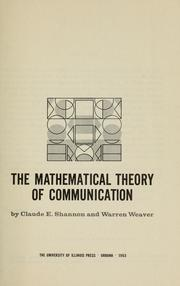 THE MATHEMATICAL THEORY
OF COMMUNICATION
by Claude E. Shannon and Warren Weaver
THE UNIVERSITY OF ILLINOIS PRESS · URBANA · 1963